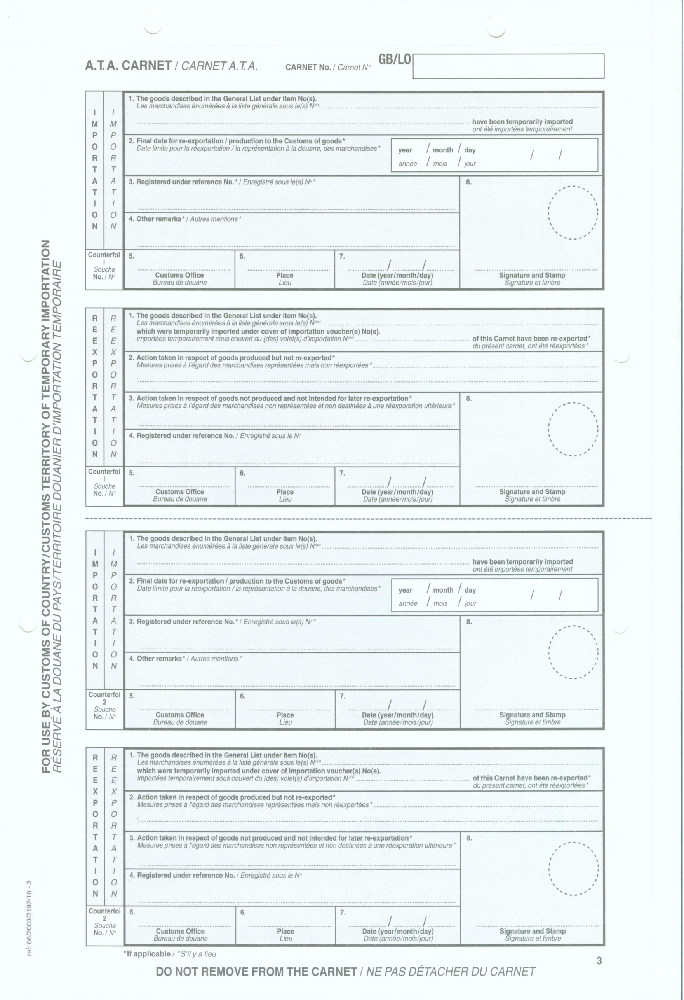 A.T.A. CARNET / CARNET A.T.A. CARNET No. / Carnet N° GB/LO
IMPORTATION
IMPORTATION
1. The goods described in the General List under Item No(s).
Les marchandises énumérées à la liste générale sous le(s) N°(s)
have been temporarily imported
ont été importées temporairement
2. Final date for re-exportation / production to the Customs of goods*
Date limite pour la réexportation / la représentation à la douane, des marchandises*
year / month / day / /
année / mois / jour
3. Registered under reference No.* / Enregistré sous le(s) N°*
8.
4. Other remarks* / Autres mentions*
Counterfoi
l
Souche
No. / N°
5.
Customs Office
Bureau de douane
6.
Place
Lieu
7.
/ /
Date (year/month/day)
Date (année/mois/jour)
Signature and Stamp
Signature et timbre
REEXPORTATION
REEXPORTATION
1. The goods described in the General List under Item No(s).
Les marchandises énumérées à la liste générale sous le(s) N°(s)
which were temporarily imported under cover of importation voucher(s) No(s).
importées temporairement sous couvert du (des) volet(s) d'importation N°(s)
of this Carnet have been re-exported*
du présent carnet, ont été réexportées*
2. Action taken in respect of goods produced but not re-exported*
Mesures prises à l'égard des marchandises représentées mais non réexportées*
3. Action taken in respect of goods not produced and not intended for later re-exportation*
Mesures prises à l'égard des marchandises non représentées et non destinées à une réexporation ultérieure*
8.
4. Registered under reference No. / Enregistré sous le N°
Counterfoi
l
Souche
No. / N°
5.
Customs Office
Bureau de douane
6.
Place
Lieu
7.
/ /
Date (year/month/day)
Date (année/mois/jour)
Signature and Stamp
Signature et timbre
IMPORTATION
IMPORTATION
1. The goods described in the General List under Item No(s).
Les marchandises énumérées à la liste générale sous le(s) N°(s)
have been temporarily imported
ont été importées temporairement
2. Final date for re-exportation / production to the Customs of goods*
Date limite pour la réexportation / la représentation à la douane, des marchandises*
year / month / day / /
année / mois / jour
3. Registered under reference No.* / Enregistré sous le(s) N°*
8.
4. Other remarks* / Autres mentions*
Counterfoi
2
Souche
No. / N°
5.
Customs Office
Bureau de douane
6.
Place
Lieu
7.
/ /
Date (year/month/day)
Date (année/mois/jour)
Signature and Stamp
Signature et timbre
REEXPORTATION
REEXPORTATION
1. The goods described in the General List under Item No(s).
Les marchandises énumérées à la liste générale sous le(s) N°(s)
which were temporarily imported under cover of importation voucher(s) No(s).
importées temporairement sous couvert du (des) volet(s) d'importation N°(s)
of this Carnet have been re-exported*
du présent carnet, ont été réexportées*
2. Action taken in respect of goods produced but not re-exported*
Mesures prises à l'égard des marchandises représentées mais non réexportées*
3. Action taken in respect of goods not produced and not intended for later re-exportation*
Mesures prises à l'égard des marchandises non représentées et non destinées à une réexporation ultérieure*
8.
4. Registered under reference No. / Enregistré sous le N°
Counterfoi
2
Souche
No. / N°
5.
Customs Office
Bureau de douane
6.
Place
Lieu
7.
/ /
Date (year/month/day)
Date (année/mois/jour)
Signature and Stamp
Signature et timbre
*If applicable / *S'il y a lieu
3
DO NOT REMOVE FROM THE CARNET / NE PAS DÉTACHER DU CARNET
FOR USE BY CUSTOMS OF COUNTRY/CUSTOMS TERRITORY OF TEMPORARY IMPORTATION
RÉSERVÉ À LA DOUANE DU PAYS/TERRITOIRE DOUANIER D'IMPORTATION TEMPORAIRE
ref: 06/2003/3192/10 - 3